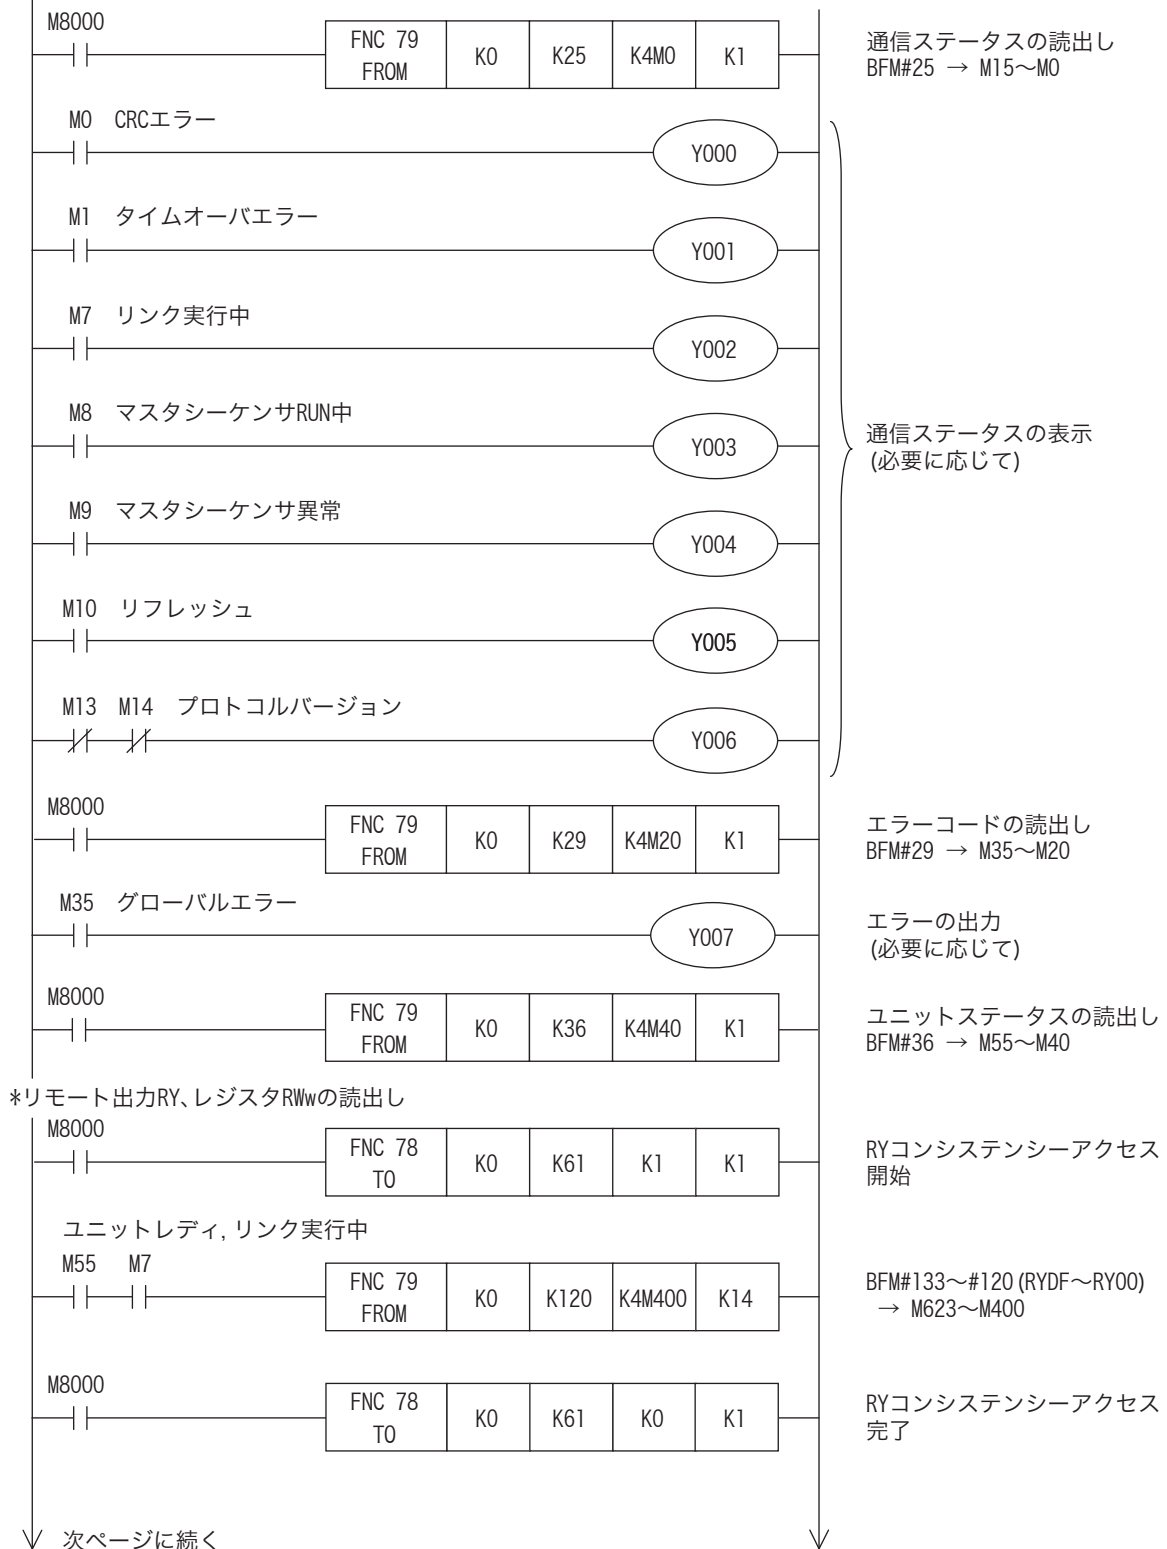 M8000
FNC 79 K0 K25 K4M0 K1
FROM
通信ステータスの読出し
BFM#25 → M15～M0
M0 CRCエラー
Y000
M1 タイムオーバエラー
Y001
M7 リンク実行中
Y002
M8 マスタシーケンサRUN中
Y003
通信ステータスの表示
(必要に応じて)
M9 マスタシーケンサ異常
Y004
M10 リフレッシュ
Y005
M13 M14 プロトコルバージョン
Y006
M8000
FNC 79 K0 K29 K4M20 K1
FROM
エラーコードの読出し
BFM#29 → M35～M20
M35 グローバルエラー
Y007
エラーの出力
(必要に応じて)
M8000
FNC 79 K0 K36 K4M40 K1
FROM
ユニットステータスの読出し
BFM#36 → M55～M40
*リモート出力RY、レジスタRWwの読出し
M8000
FNC 78 K0 K61 K1 K1
TO
RYコンシステンシーアクセス
開始
ユニットレディ, リンク実行中
M55 M7
FNC 79 K0 K120 K4M400 K14
FROM
BFM#133～#120 (RYDF～RY00)
→ M623～M400
M8000
FNC 78 K0 K61 K0 K1
TO
RYコンシステンシーアクセス
完了
次ページに続く